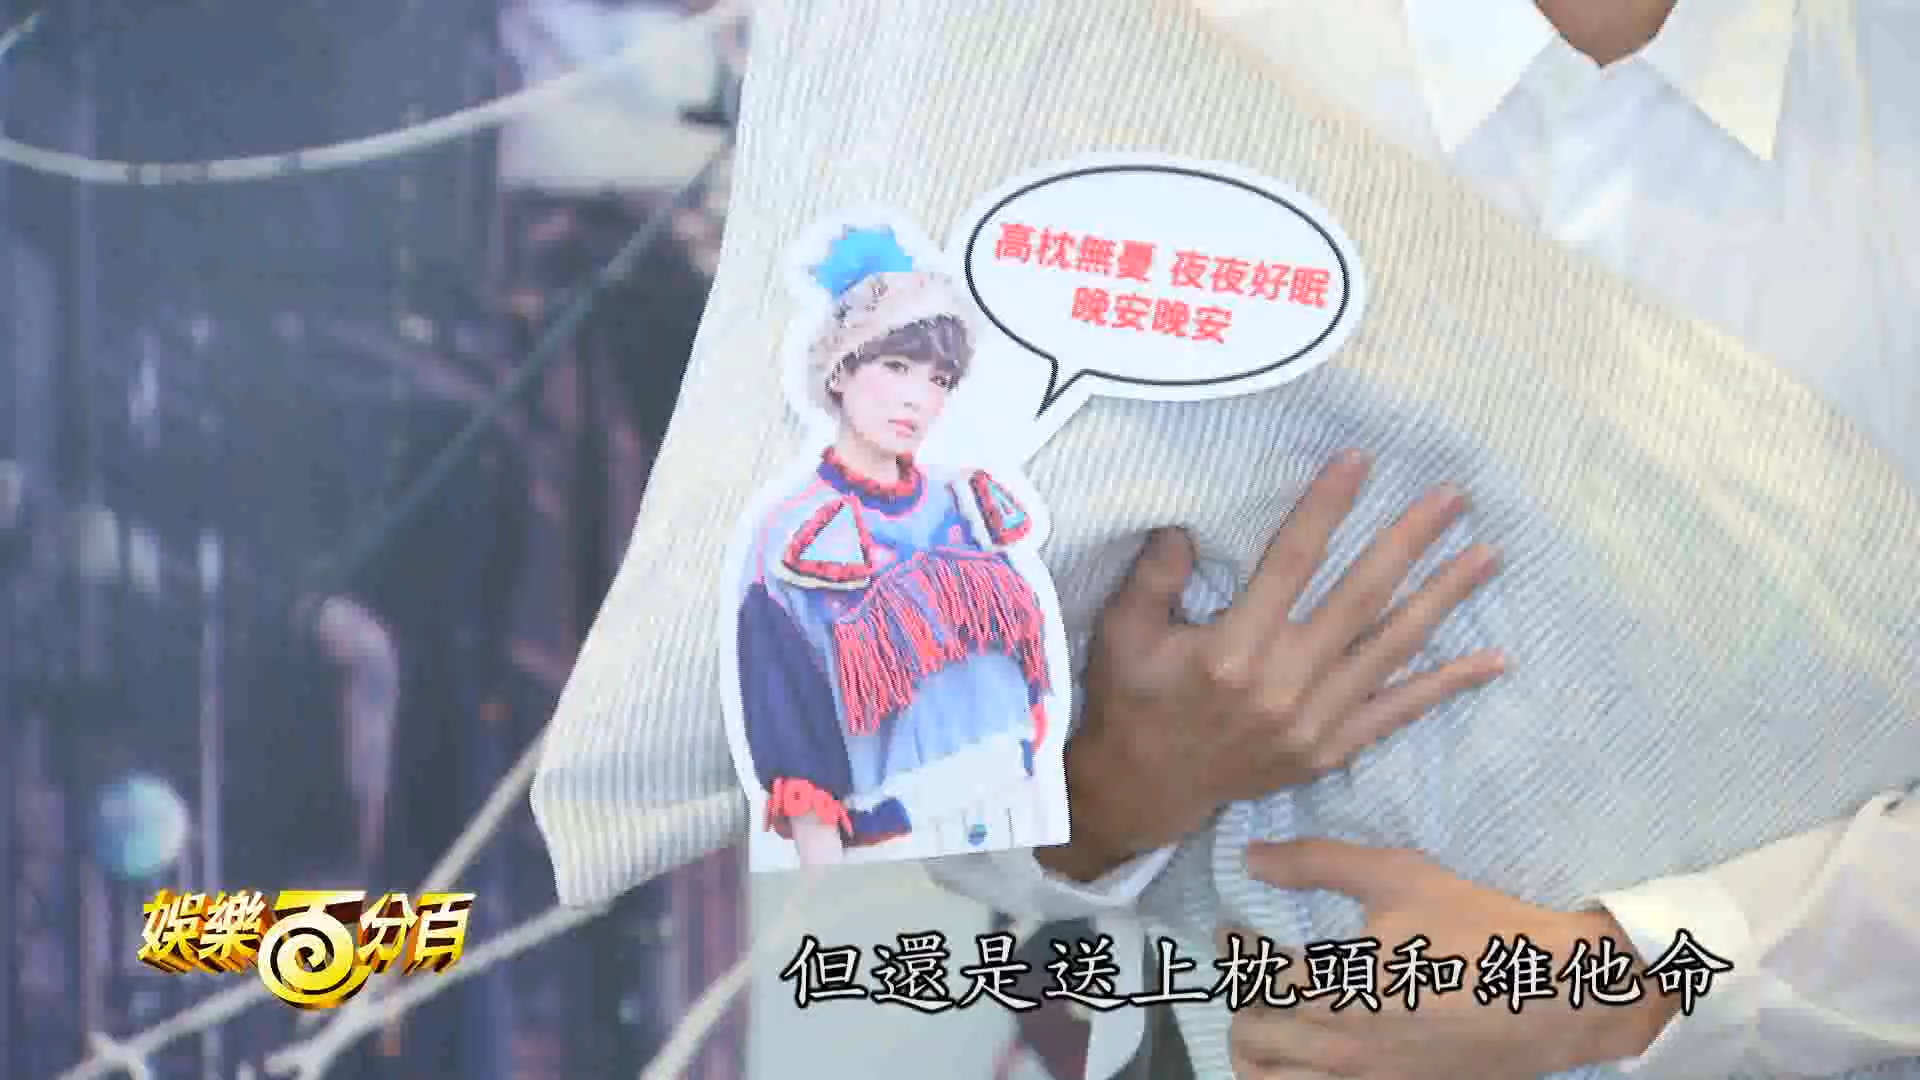 高枕無憂 夜夜好眠
晚安晚安
娛樂百分百
但還是送上枕頭和維他命